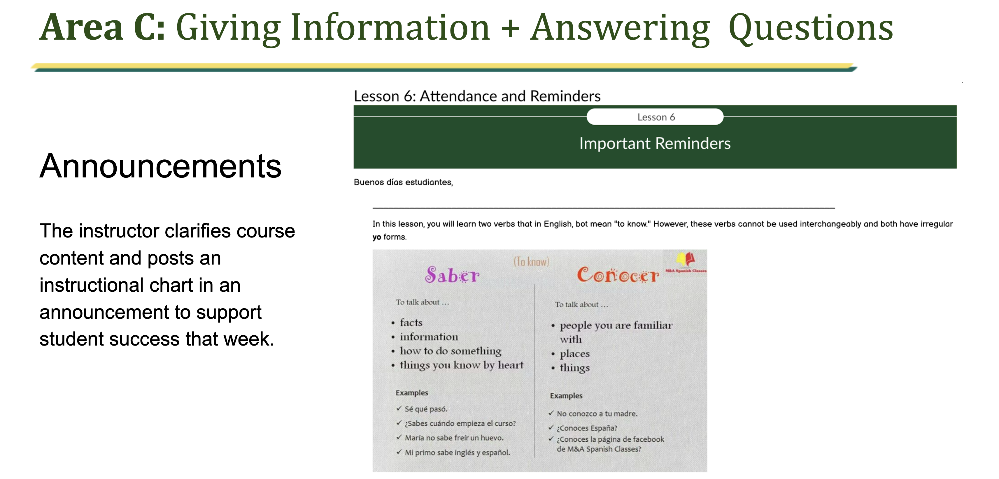 Area C: Giving Information + Answering Questions
Announcements
The instructor clarifies course
content and posts an
instructional chart in an
announcement to support
student success that week.
Lesson 6: Attendance and Reminders
Lesson 6
Important Reminders
Buenos días estudiantes,
In this lesson, you will learn two verbs that in English, bot mean "to know." However, these verbs cannot be used interchangeably and both have irregular
yo forms.
(To know)
Saber
Conocer
M&A Spanish Classes
To talk about ...
• facts
• information
• how to do something
• things you know by heart
Examples
✓ Sé qué pasó.
✓ ¿Sabes cuándo empieza el curso?
✓ María no sabe freír un huevo.
✓ Mi primo sabe inglés y español.
To talk about ...
• people you are familiar
with
• places
• things
Examples
✓ No conozco a tu madre.
✓ ¿Conoces España?
✓ ¿Conoces la página de facebook
de M&A Spanish Classes?